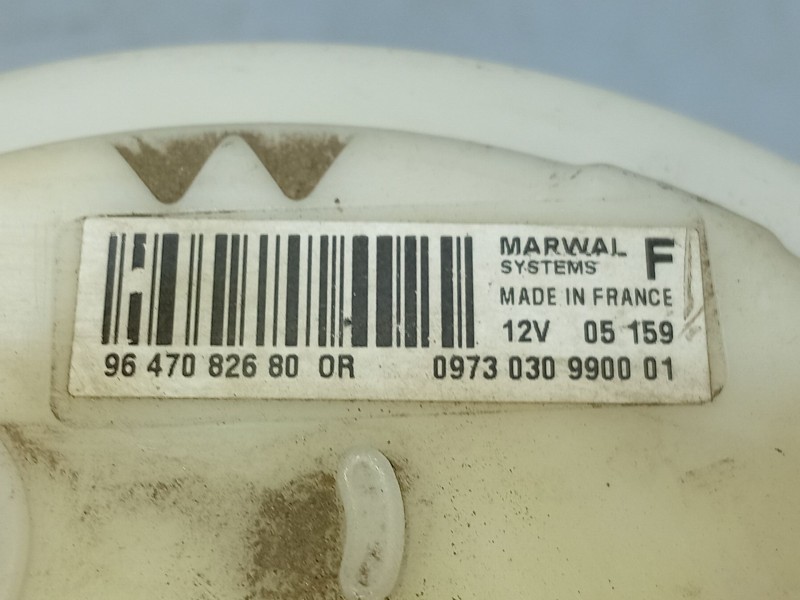 MARWAL F
SYSTEMS
MADE IN FRANCE
12V 05 159
96 470 826 80 OR 0973 030 9900 01